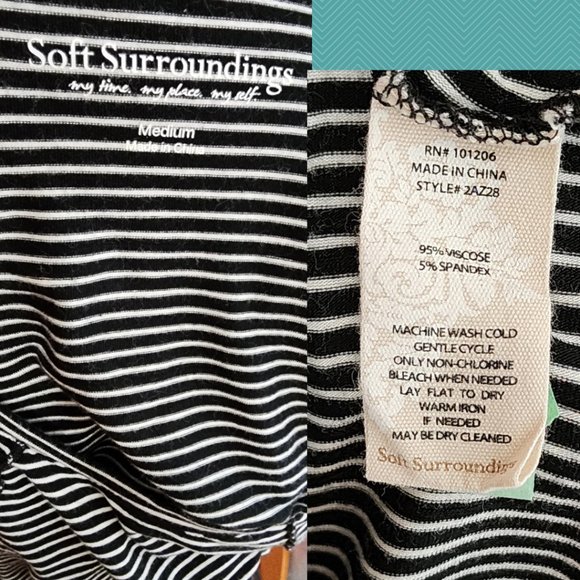 Soft Surroundings
my time. my place. my self.
Medium
Made in China
RN# 101206
MADE IN CHINA
STYLE# 2AZ28
95% VISCOSE
5% SPANDEX
MACHINE WASH COLD
GENTLE CYCLE
ONLY NON-CHLORINE
BLEACH WHEN NEEDED
LAY FLAT TO DRY
WARM IRON
IF NEEDED
MAY BE DRY CLEANED
Soft Surroundings